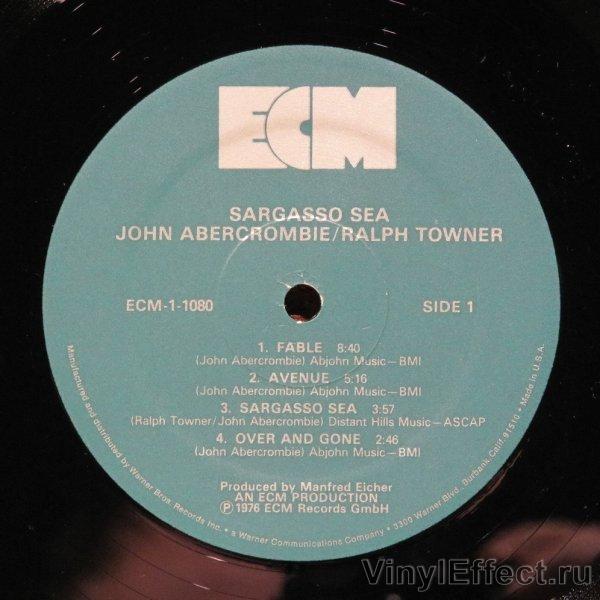 ECM
SARGASSO SEA
JOHN ABERCROMBIE/RALPH TOWNER
ECM-1-1080
SIDE 1
1. FABLE 8:40
(John Abercrombie) Abjohn Music—BMI
2. AVENUE 5:16
(John Abercrombie) Abjohn Music—BMI
3. SARGASSO SEA 3:57
(Ralph Towner/John Abercrombie) Distant Hills Music—ASCAP
4. OVER AND GONE 2:46
(John Abercrombie) Abjohn Music—BMI
Produced by Manfred Eicher
AN ECM PRODUCTION
℗ 1976 ECM Records GmbH
Manufactured and distributed by Warner Bros. Records Inc. • a Warner Communications Company • 3300 Warner Blvd., Burbank, Calif. 91510 • Made in U.S.A.
VinylEffect.ru